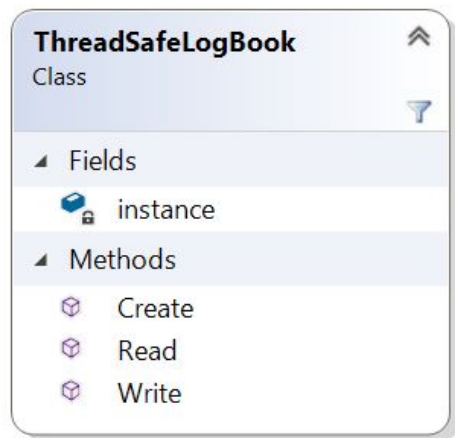 ThreadSafeLogBook
Class
Fields
instance
Methods
Create
Read
Write